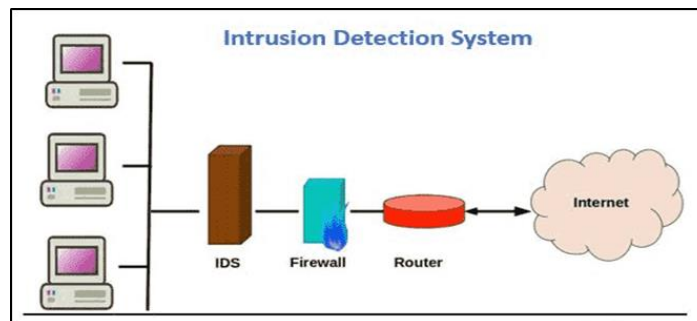 Intrusion Detection System
Internet
IDS
Firewall
Router